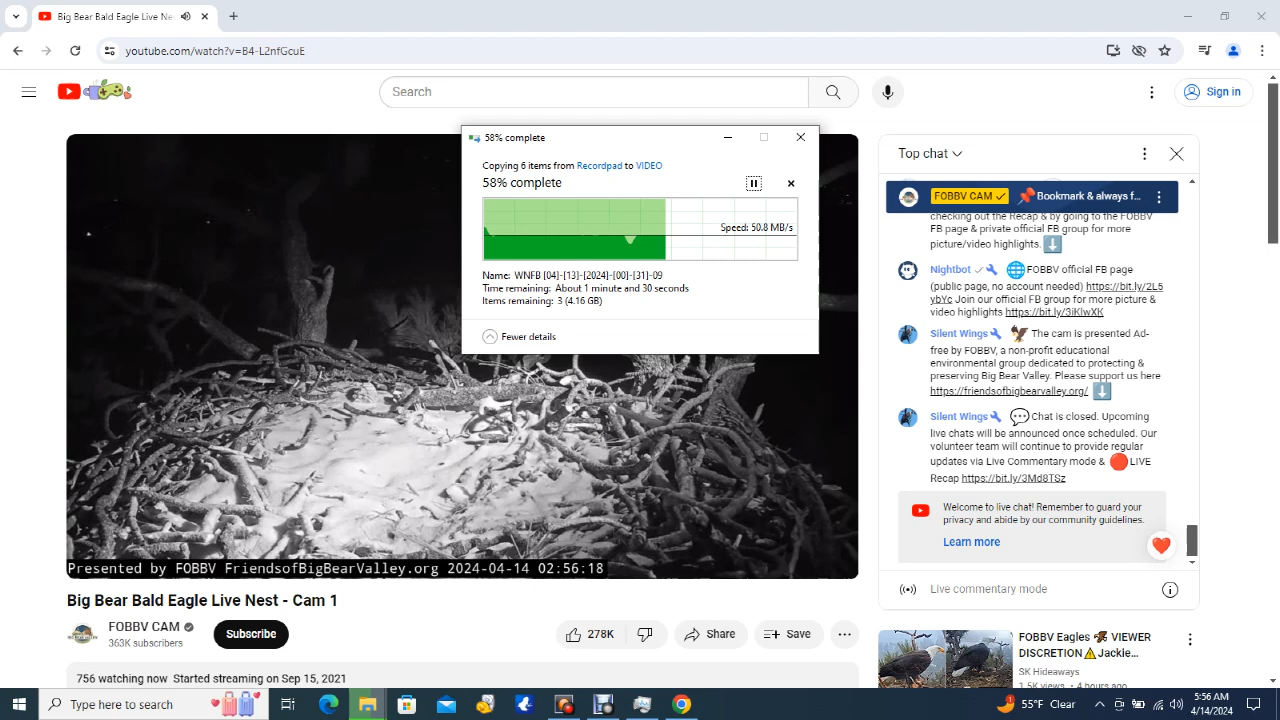 Big Bear Bald Eagle Live Ne
youtube.com/watch?v=B4-L2nfGcuE
Search
Sign in
58% complete
Copying 6 items from Recordpad to VIDEO
58% complete
Speed: 50.8 MB/s
Name: WNFB [04]-[13]-[2024]-[00]-[31]-09
Time remaining: About 1 minute and 30 seconds
Items remaining: 3 (4.16 GB)
Fewer details
Presented by FOBBV FriendsofBigBearValley.org 2024-04-14 02:56:18
Big Bear Bald Eagle Live Nest - Cam 1
FOBBV CAM
363K subscribers
Subscribe
278K
Share
Save
756 watching now Started streaming on Sep 15, 2021
Top chat
FOBBV CAM 📌Bookmark & always f...
checking out the Recap & by going to the FOBBV
FB page & private official FB group for more
picture/video highlights.⬇️
Nightbot 🌐FOBBV official FB page
(public page, no account needed) https://bit.ly/2L5
ybYc Join our official FB group for more picture &
video highlights https://bit.ly/3iKlwXK
Silent Wings 🦅 The cam is presented Ad-
free by FOBBV, a non-profit educational
environmental group dedicated to protecting &
preserving Big Bear Valley. Please support us here
https://friendsofbigbearvalley.org/ ⬇️
Silent Wings 💬Chat is closed. Upcoming
live chats will be announced once scheduled. Our
volunteer team will continue to provide regular
updates via Live Commentary mode & 🔴LIVE
Recap https://bit.ly/3Md8TSz
Welcome to live chat! Remember to guard your
privacy and abide by our community guidelines.
Learn more
Live commentary mode
FOBBV Eagles 🦅 VIEWER
DISCRETION⚠️Jackie...
SK Hideaways
1.5K views • 4 hours ago
Type here to search
55°F Clear
5:56 AM
4/14/2024